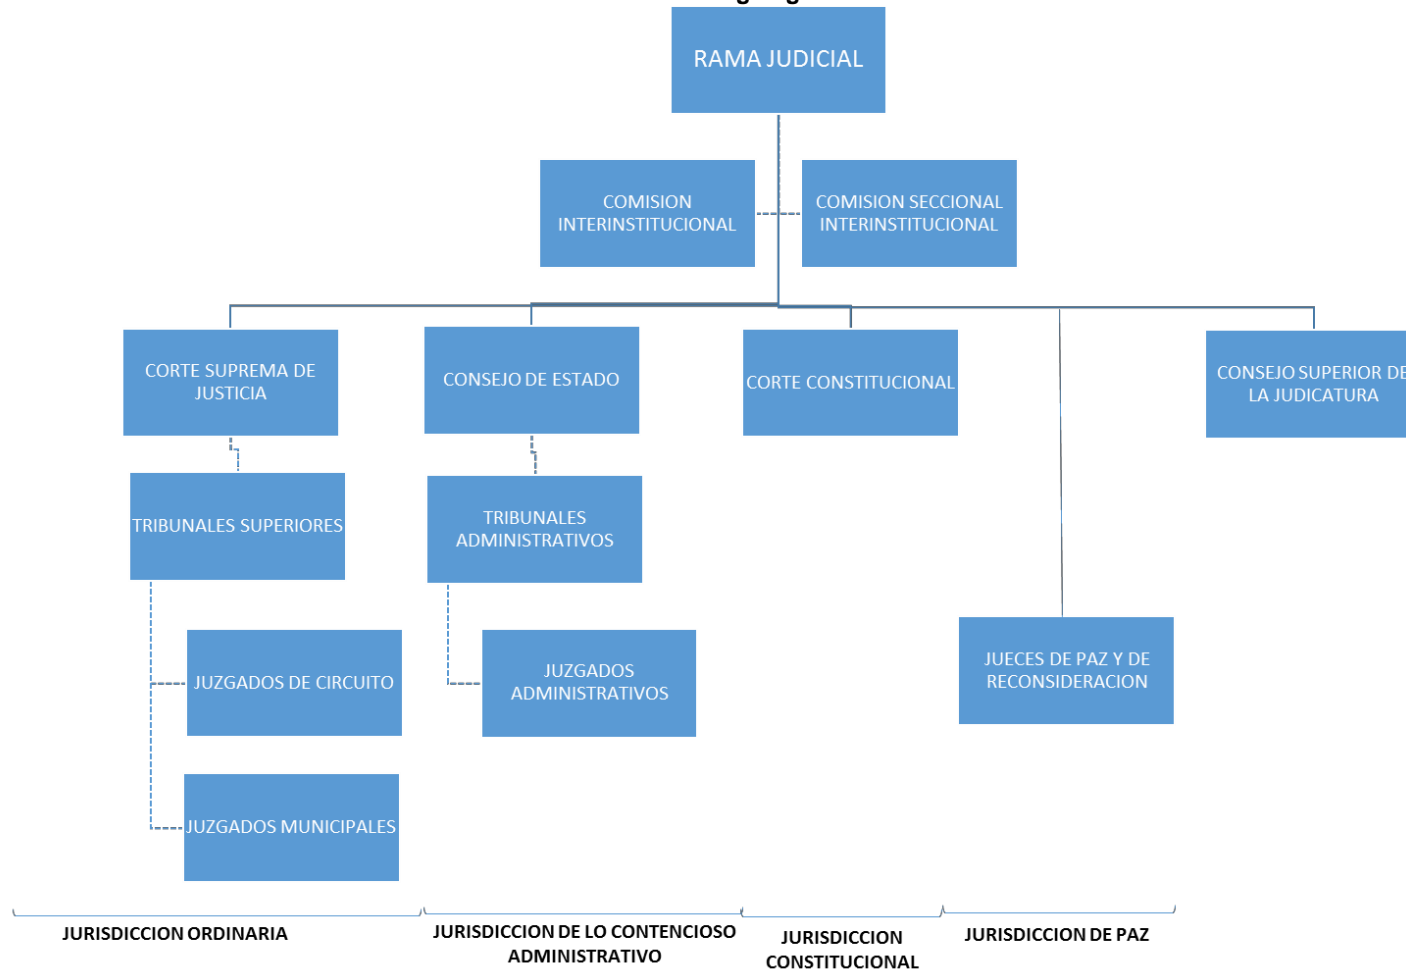 RAMA JUDICIAL
COMISION
INTERINSTITUCIONAL
COMISION SECCIONAL
INTERINSTITUCIONAL
CORTE SUPREMA DE
JUSTICIA
CONSEJO DE ESTADO
CORTE CONSTITUCIONAL
CONSEJO SUPERIOR DE
LA JUDICATURA
TRIBUNALES SUPERIORES
TRIBUNALES
ADMINISTRATIVOS
JUZGADOS DE CIRCUITO
JUZGADOS
ADMINISTRATIVOS
JUECES DE PAZ Y DE
RECONSIDERACION
JUZGADOS MUNICIPALES
JURISDICCION ORDINARIA
JURISDICCION DE LO CONTENCIOSO
ADMINISTRATIVO
JURISDICCION
CONSTITUCIONAL
JURISDICCION DE PAZ